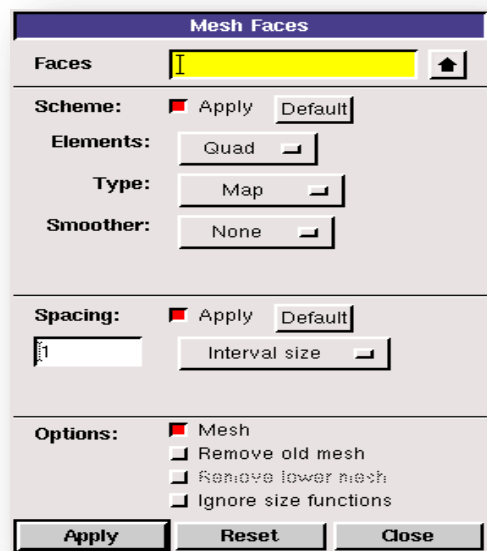 Mesh Faces
Faces
Scheme: Apply Default
Elements: Quad
Type: Map
Smoother: None
Spacing: Apply Default
1 Interval size
Options: Mesh
Remove old mesh
Remove lower mesh
Ignore size functions
Apply Reset Close